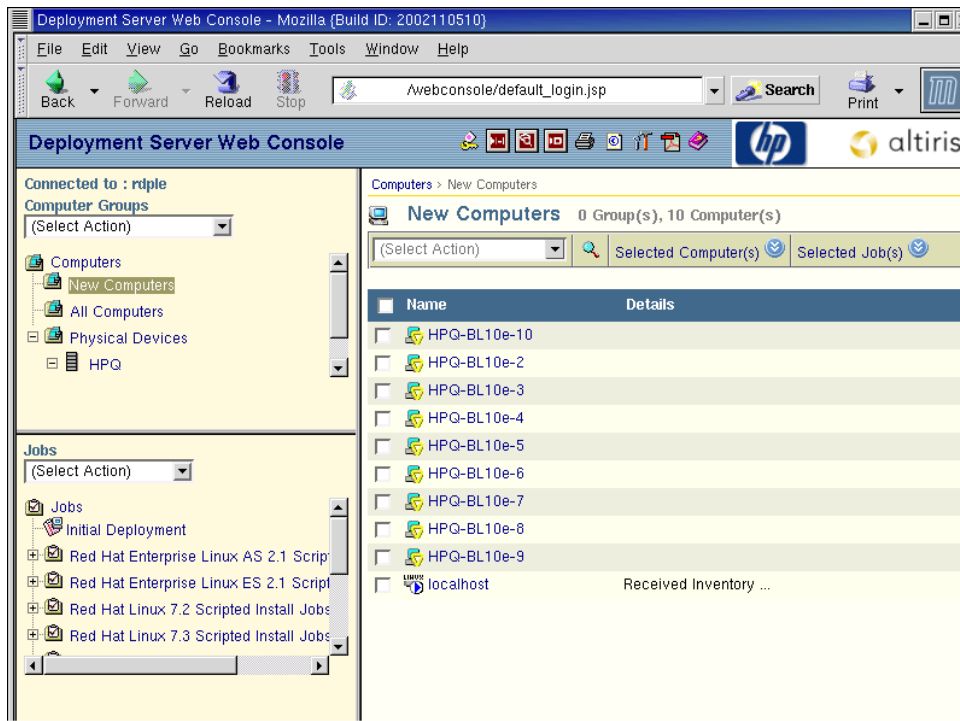 Deployment Server Web Console - Mozilla {Build ID: 2002110510}
File Edit View Go Bookmarks Tools Window Help
Back Forward Reload Stop /webconsole/default_login.jsp Search Print
Deployment Server Web Console
hp altiris
Connected to : rdple
Computer Groups
(Select Action)
Computers
New Computers
All Computers
Physical Devices
HPQ
Jobs
(Select Action)
Jobs
Initial Deployment
Red Hat Enterprise Linux AS 2.1 Script
Red Hat Enterprise Linux ES 2.1 Script
Red Hat Linux 7.2 Scripted Install Jobs
Red Hat Linux 7.3 Scripted Install Jobs
Computers > New Computers
New Computers 0 Group(s), 10 Computer(s)
(Select Action) Selected Computer(s) Selected Job(s)
Name Details
HPQ-BL10e-10
HPQ-BL10e-2
HPQ-BL10e-3
HPQ-BL10e-4
HPQ-BL10e-5
HPQ-BL10e-6
HPQ-BL10e-7
HPQ-BL10e-8
HPQ-BL10e-9
LINUX localhost Received Inventory ...